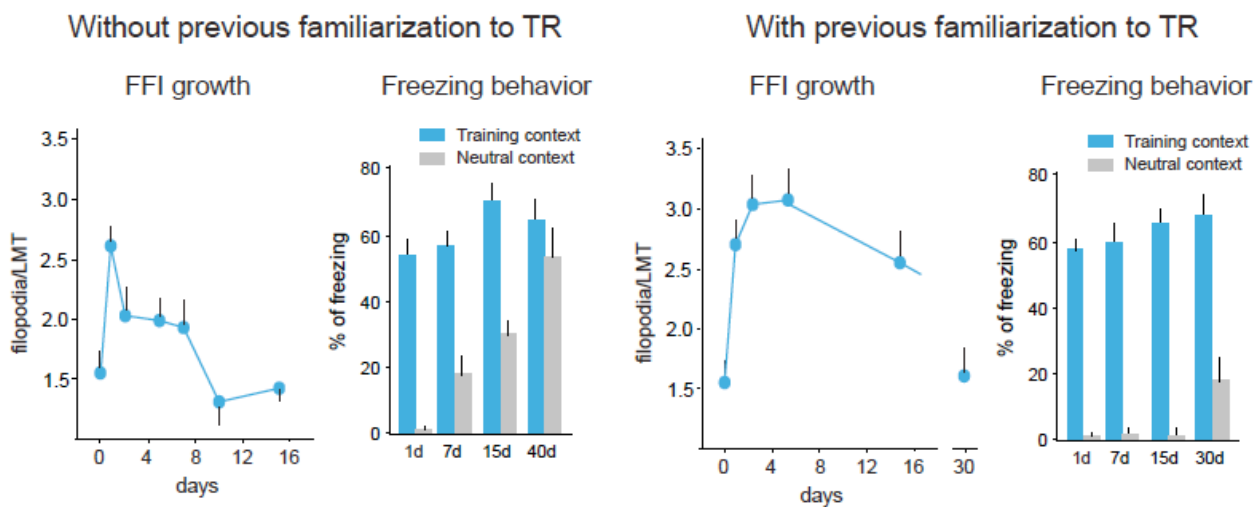 Without previous familiarization to TR
FFI growth
Freezing behavior
filopodia/LMT
3.5
3.0
2.5
2.0
1.5
0 4 8 12 16
days
Training context
Neutral context
% of freezing
80
60
40
20
0
1d 7d 15d 40d
With previous familiarization to TR
FFI growth
Freezing behavior
filopodia/LMT
3.5
3.0
2.5
2.0
1.5
0 4 8 12 16 30
days
Training context
Neutral context
% of freezing
80
60
40
20
0
1d 7d 15d 30d